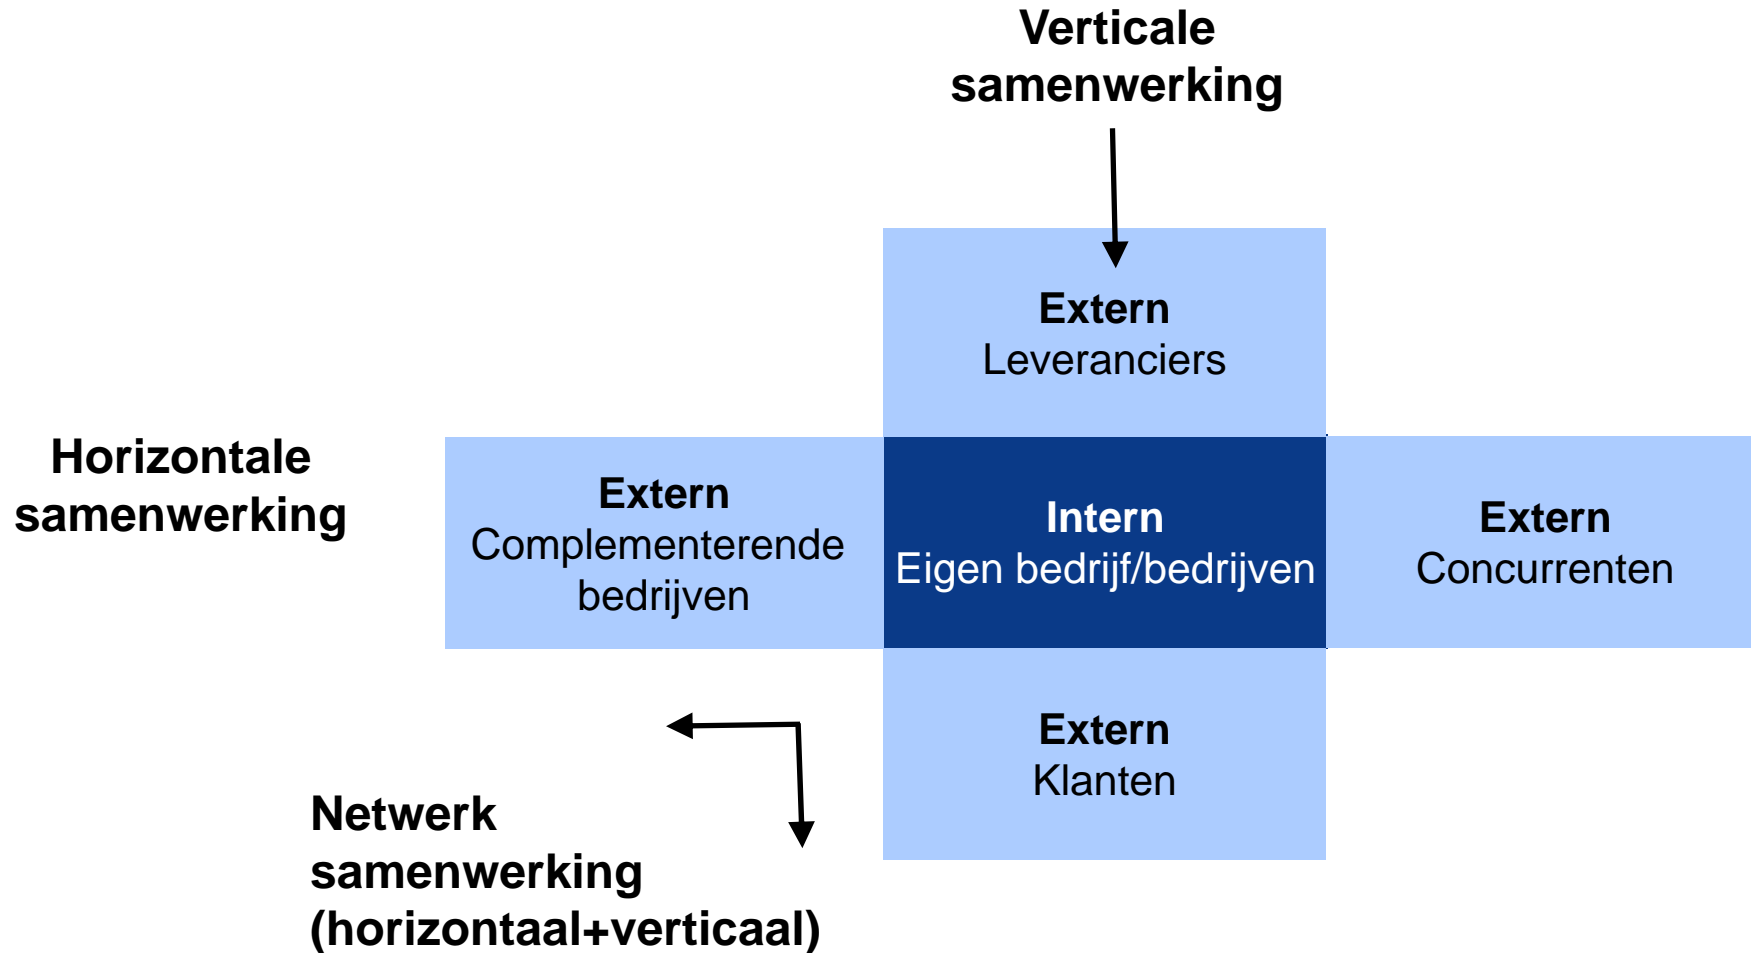 Verticale
samenwerking
Extern
Leveranciers
Horizontale
samenwerking
Extern
Complementerende
bedrijven
Intern
Eigen bedrijf/bedrijven
Extern
Concurrenten
Extern
Klanten
Netwerk
samenwerking
(horizontaal+verticaal)